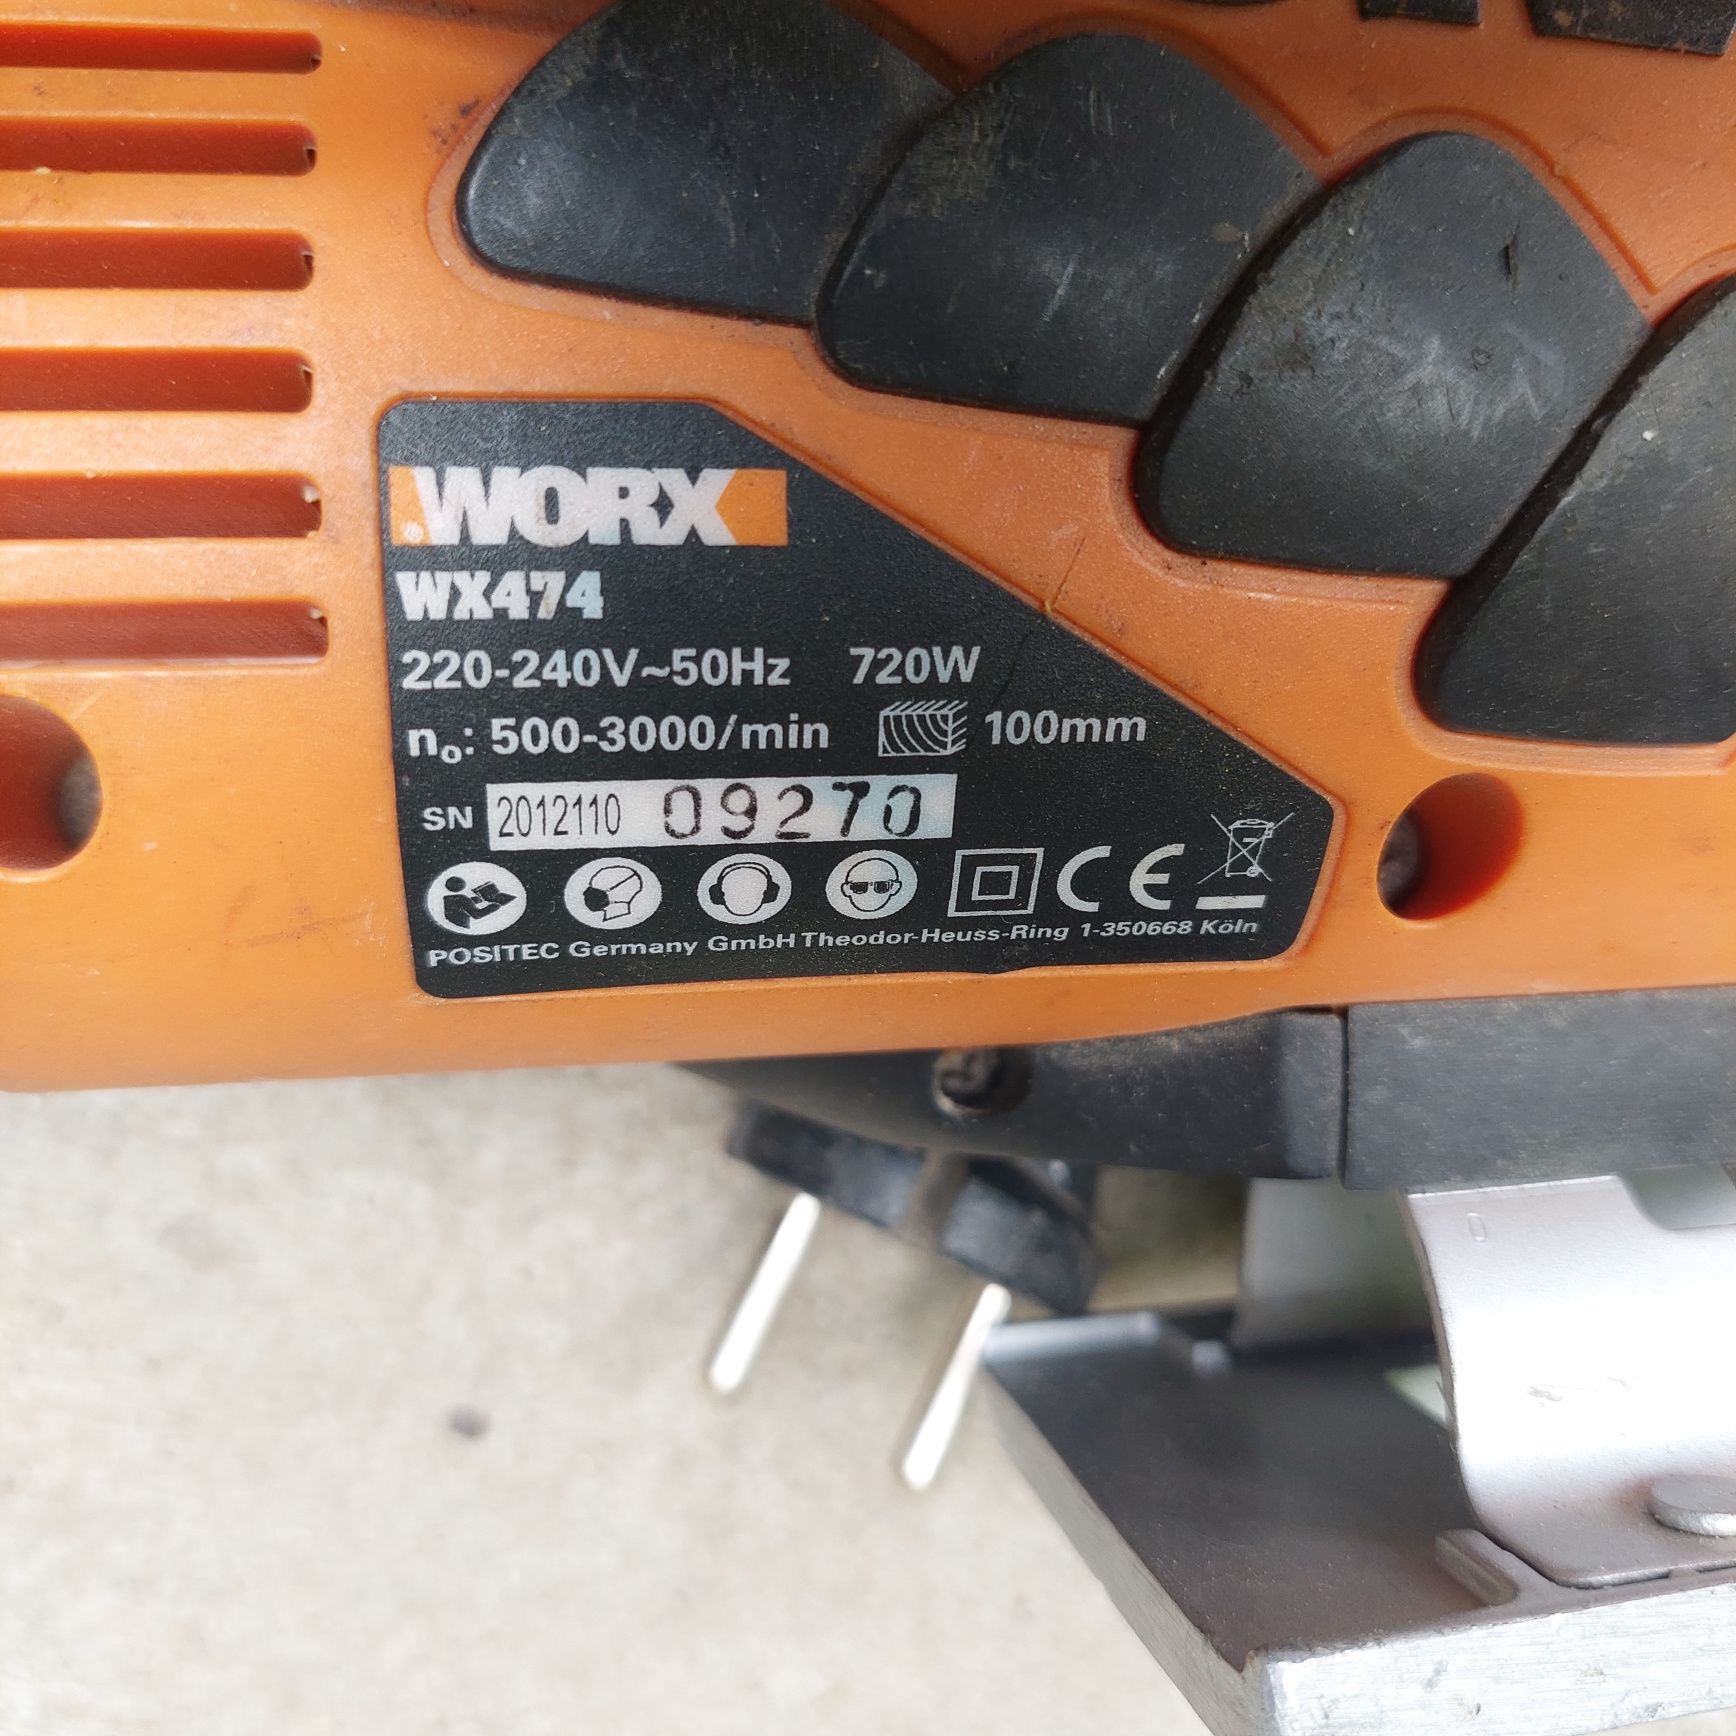 WORX
WX474
220-240V~50Hz 720W
nₒ: 500-3000/min 100mm
SN 2012110 09270
CE
POSITEC Germany GmbH Theodor-Heuss-Ring 1-350668 Köln